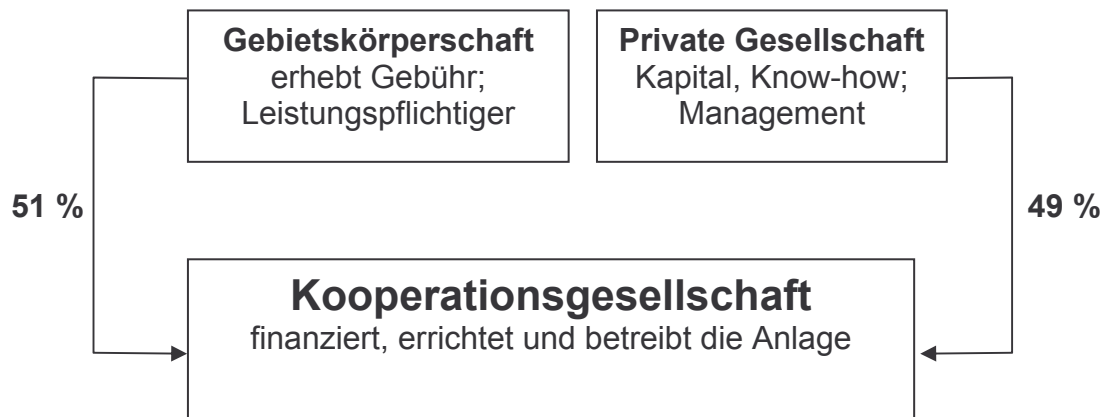 Gebietskörperschaft
erhebt Gebühr;
Leistungspflichtiger
Private Gesellschaft
Kapital, Know-how;
Management
51 %
49 %
Kooperationsgesellschaft
finanziert, errichtet und betreibt die Anlage